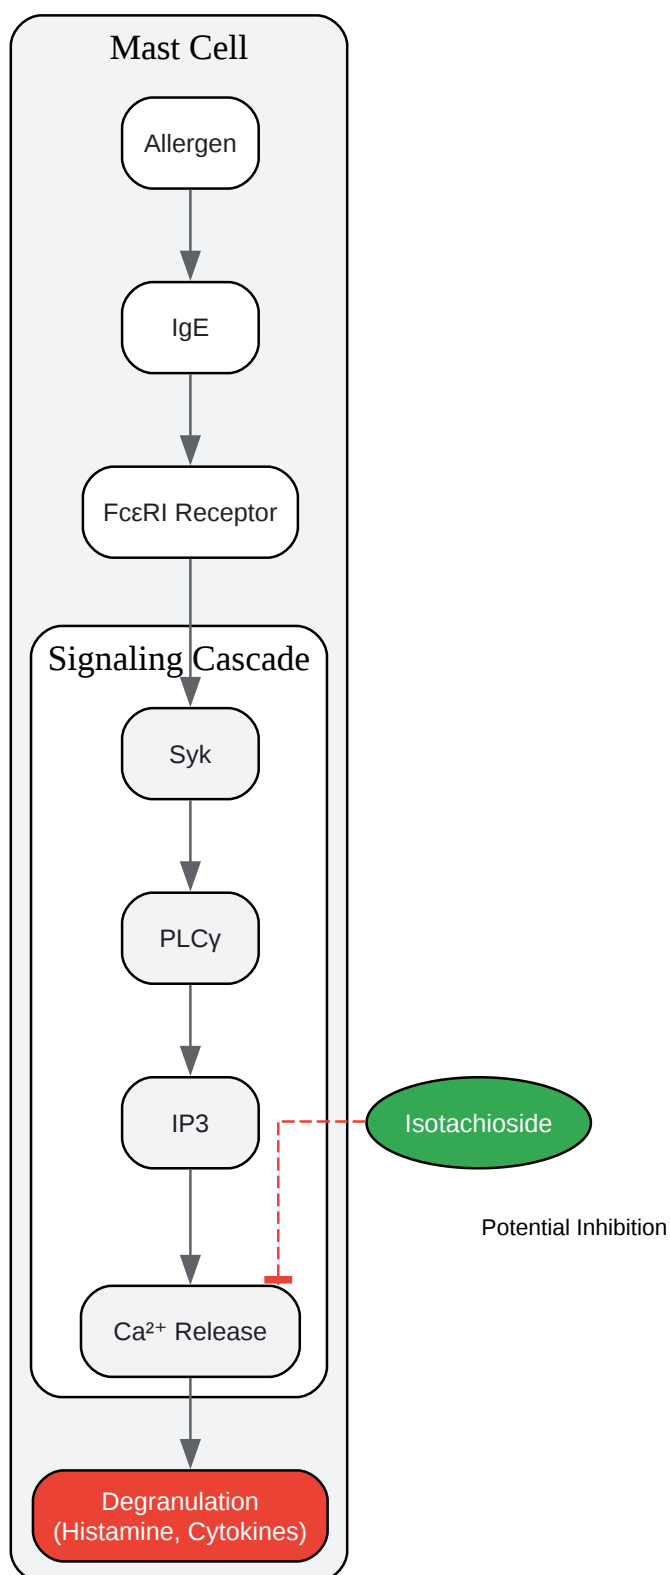 Mast Cell
Allergen
IgE
FcεRI Receptor
Signaling Cascade
Syk
PLCγ
IP3
Isotachioside
Potential Inhibition
Ca²⁺ Release
Degranulation
(Histamine, Cytokines)